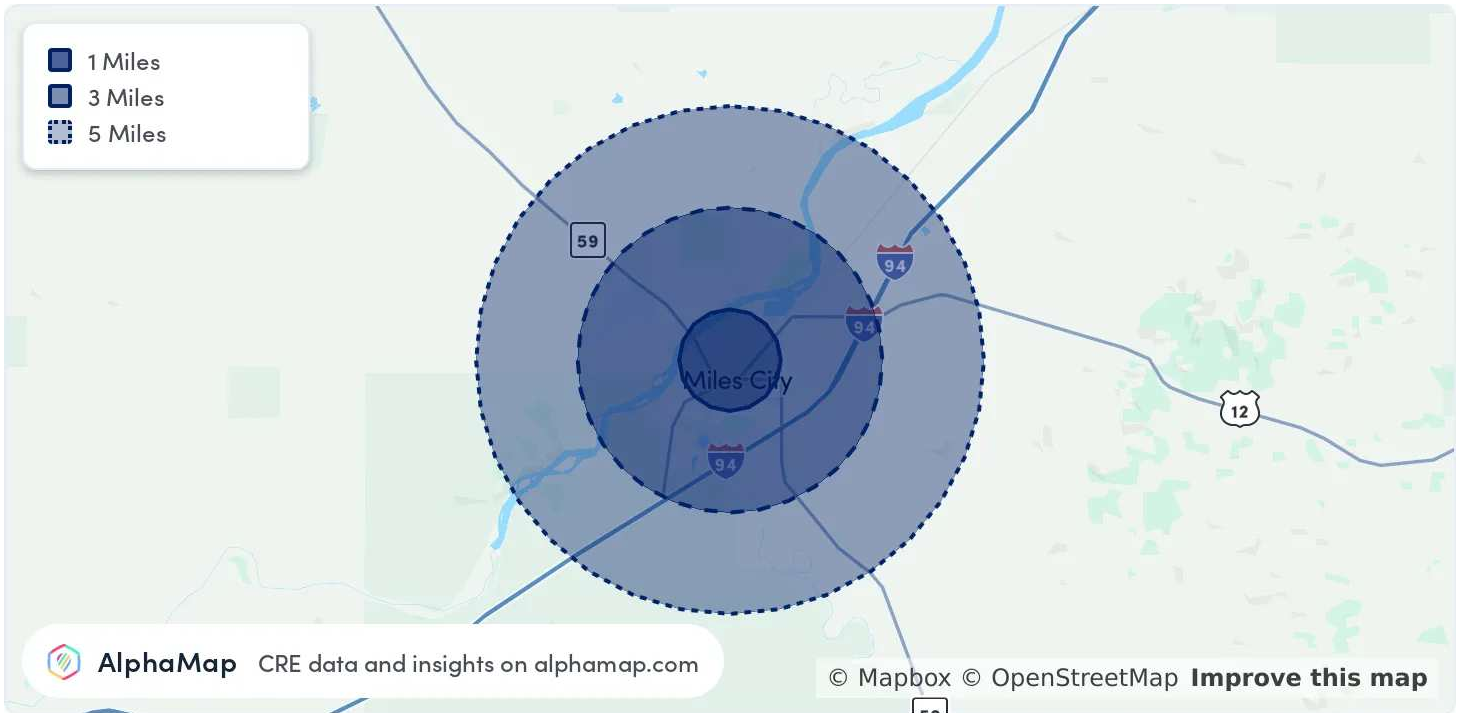 1 Miles
3 Miles
5 Miles
59
94
94
Miles City
12
94
AlphaMap CRE data and insights on alphamap.com
© Mapbox © OpenStreetMap Improve this map